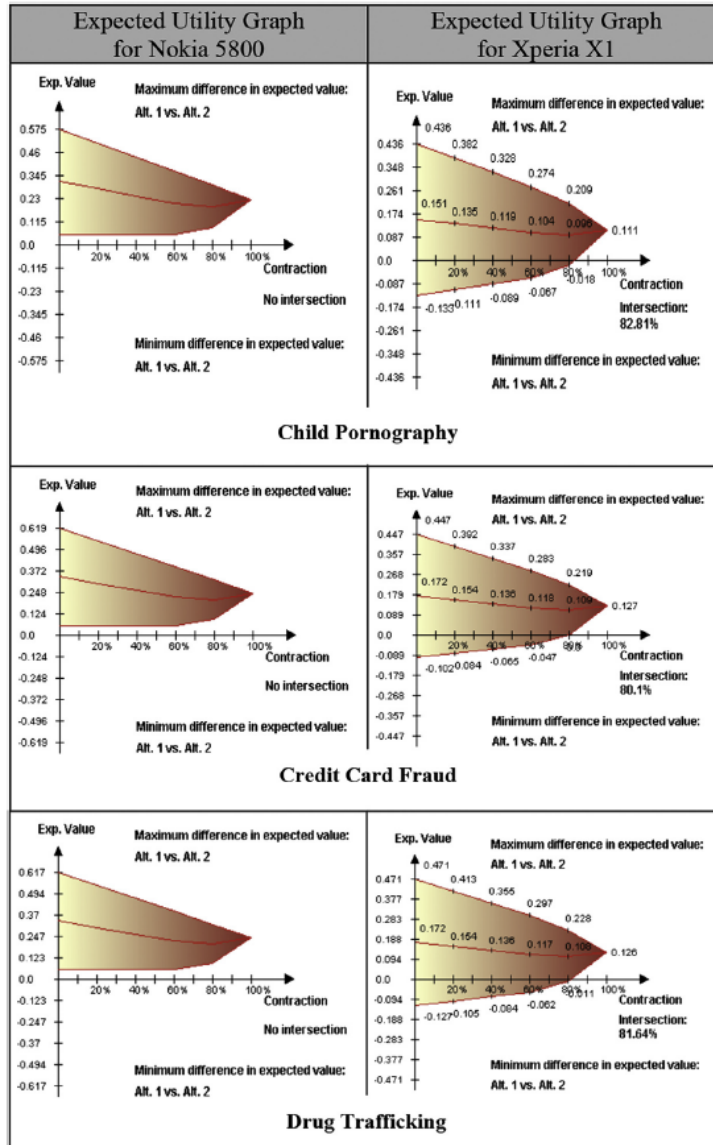 Expected Utility Graph
for Nokia 5800
Expected Utility Graph
for Xperia X1
Exp. Value
Maximum difference in expected value:
Alt. 1 vs. Alt. 2
0.575
0.46
0.345
0.23
0.115
0.0
-0.115
-0.23
-0.345
-0.46
-0.575
20% 40% 60% 80% 100%
Contraction
No intersection
Minimum difference in expected value:
Alt. 1 vs. Alt. 2
Exp. Value
Maximum difference in expected value:
Alt. 1 vs. Alt. 2
0.436
0.348
0.261
0.174
0.087
0.0
-0.087
-0.174
-0.261
-0.348
-0.436
0.436 0.382 0.328 0.274 0.209
0.151 0.135 0.119 0.104 0.096 0.111
20% 40% 60% 80% 100%
-0.133 -0.111 -0.089 -0.067 -0.018
Contraction
Intersection:
82.81%
Minimum difference in expected value:
Alt. 1 vs. Alt. 2
Child Pornography
Exp. Value
Maximum difference in expected value:
Alt. 1 vs. Alt. 2
0.619
0.496
0.372
0.248
0.124
0.0
-0.124
-0.248
-0.372
-0.496
-0.619
20% 40% 60% 80% 100%
Contraction
No intersection
Minimum difference in expected value:
Alt. 1 vs. Alt. 2
Exp. Value
Maximum difference in expected value:
Alt. 1 vs. Alt. 2
0.447
0.357
0.268
0.179
0.089
0.0
-0.089
-0.179
-0.268
-0.357
-0.447
0.447 0.392 0.337 0.283 0.219
0.172 0.154 0.136 0.118 0.109 0.127
20% 40% 60% 100%
-0.102 -0.084 -0.065 -0.047
Contraction
Intersection:
80.1%
Minimum difference in expected value:
Alt. 1 vs. Alt. 2
Credit Card Fraud
Exp. Value
Maximum difference in expected value:
Alt. 1 vs. Alt. 2
0.617
0.494
0.37
0.247
0.123
0.0
-0.123
-0.247
-0.37
-0.494
-0.617
20% 40% 60% 80% 100%
Contraction
No intersection
Minimum difference in expected value:
Alt. 1 vs. Alt. 2
Exp. Value
Maximum difference in expected value:
Alt. 1 vs. Alt. 2
0.471
0.377
0.283
0.188
0.094
0.0
-0.094
-0.188
-0.283
-0.377
-0.471
0.471 0.413 0.355 0.297 0.228
0.172 0.154 0.136 0.117 0.126
20% 40% 60% 80% 100%
-0.127 -0.105 -0.084 -0.062 -0.011
Contraction
Intersection:
81.64%
Minimum difference in expected value:
Alt. 1 vs. Alt. 2
Drug Trafficking